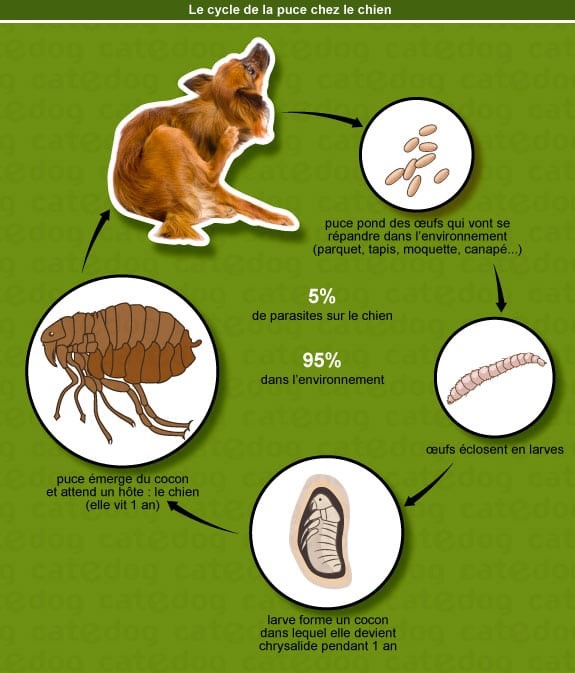 Le cycle de la puce chez le chien
puce pond des œufs qui vont se
répandre dans l'environnement
(parquet, tapis, moquette, canapé...)
5%
de parasites sur le chien
95%
dans l'environnement
œufs éclosent en larves
puce émerge du cocon
et attend un hôte : le chien
(elle vit 1 an)
larve forme un cocon
dans lequel elle devient
chrysalide pendant 1 an
catedog